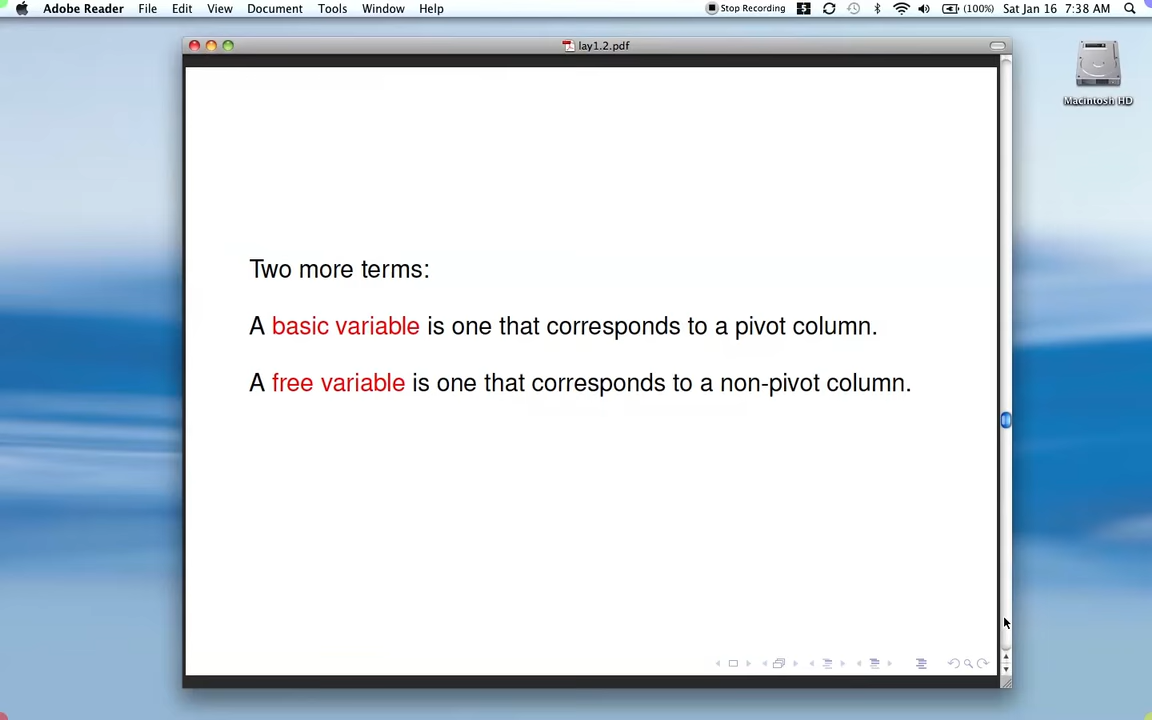 Adobe Reader File Edit View Document Tools Window Help Stop Recording (100%) Sat Jan 16 7:38 AM
lay1.2.pdf
Macintosh HD
Two more terms:
A basic variable is one that corresponds to a pivot column.
A free variable is one that corresponds to a non-pivot column.